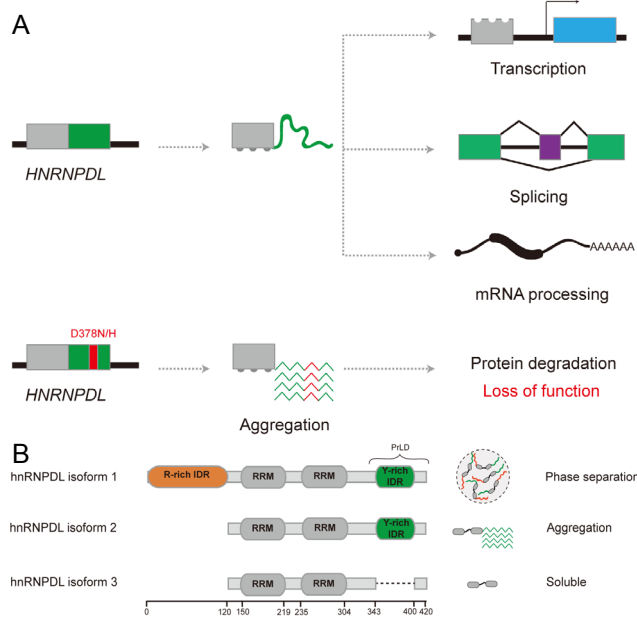 A
Transcription
HNRNPDL
Splicing
AAAAAA
mRNA processing
D378N/H
HNRNPDL
Aggregation
Protein degradation
Loss of function
B
PrLD
hnRNPDL isoform 1
R-rich IDR
RRM
RRM
Y-rich
IDR
Phase separation
hnRNPDL isoform 2
RRM
RRM
Y-rich
IDR
Aggregation
hnRNPDL isoform 3
RRM
RRM
Soluble
0 120 150 219 235 304 343 400 420